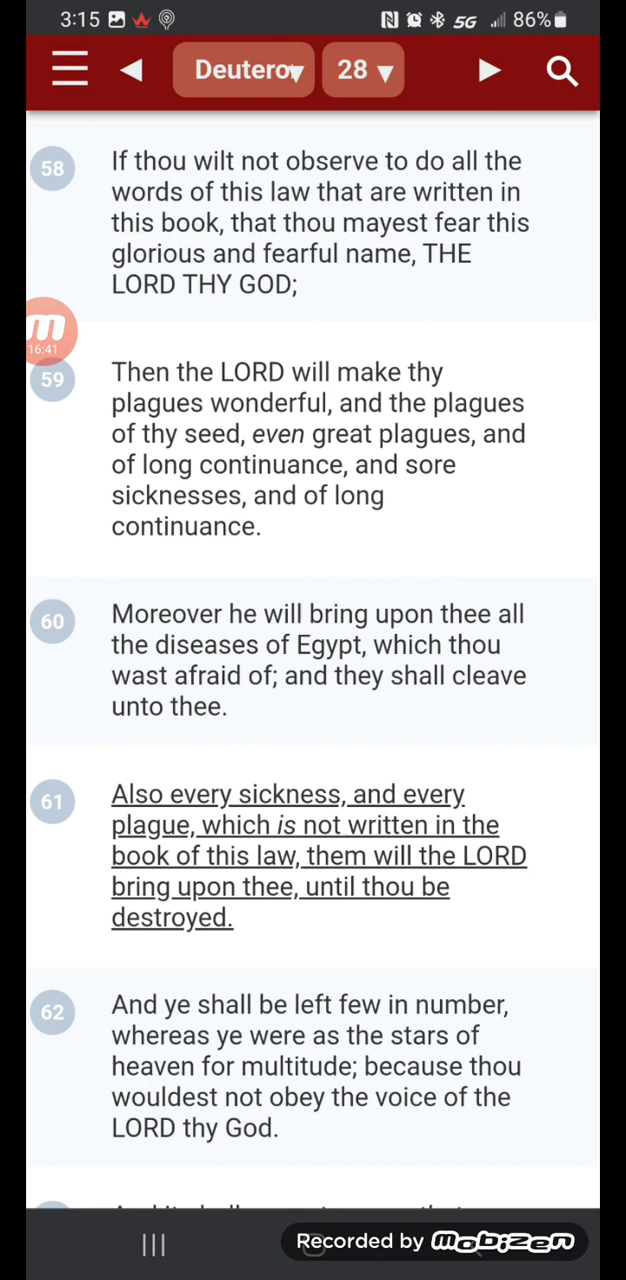 3:15 5G 86%
Deutero 28
58
If thou wilt not observe to do all the
words of this law that are written in
this book, that thou mayest fear this
glorious and fearful name, THE
LORD THY GOD;
m
16:41
59
Then the LORD will make thy
plagues wonderful, and the plagues
of thy seed, even great plagues, and
of long continuance, and sore
sicknesses, and of long
continuance.
60
Moreover he will bring upon thee all
the diseases of Egypt, which thou
wast afraid of; and they shall cleave
unto thee.
61
Also every sickness, and every
plague, which is not written in the
book of this law, them will the LORD
bring upon thee, until thou be
destroyed.
62
And ye shall be left few in number,
whereas ye were as the stars of
heaven for multitude; because thou
wouldest not obey the voice of the
LORD thy God.
Recorded by Mobizen